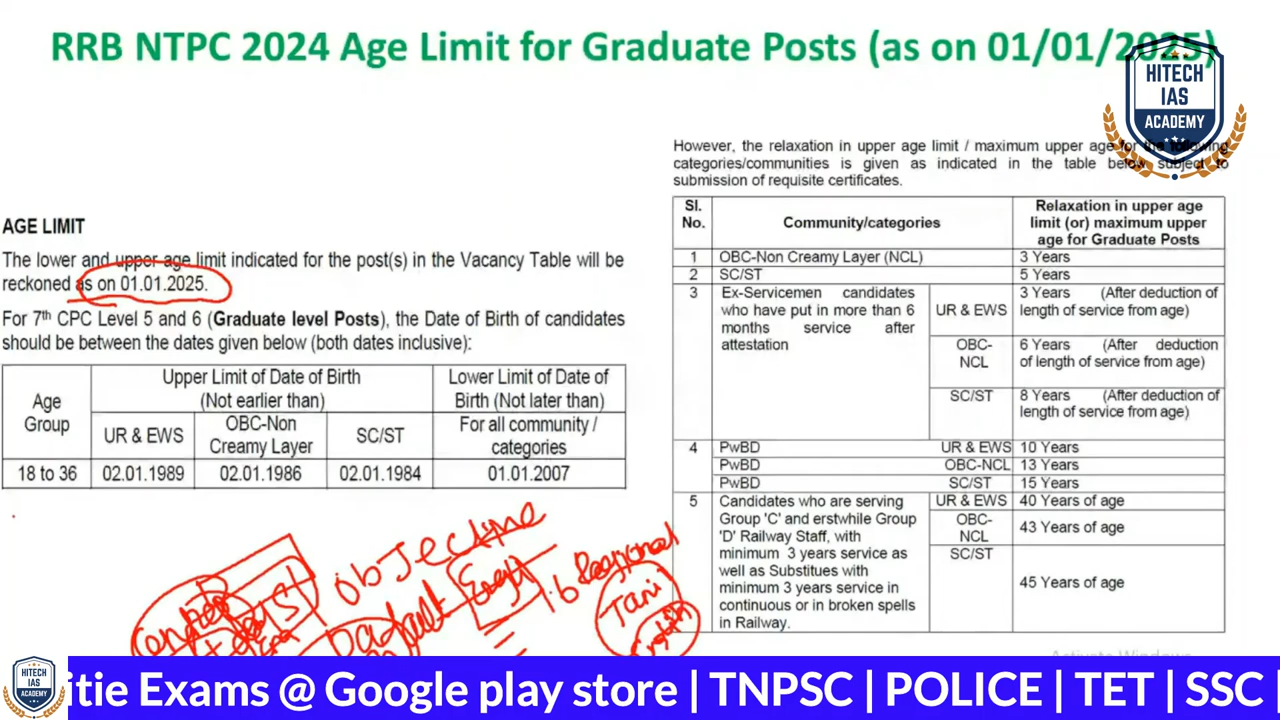 RRB NTPC 2024 Age Limit for Graduate Posts (as on 01/01/2025)
HITECH
IAS
ACADEMY
AGE LIMIT
The lower and upper age limit indicated for the post(s) in the Vacancy Table will be
reckoned as on 01.01.2025.
For 7th CPC Level 5 and 6 (Graduate level Posts), the Date of Birth of candidates
should be between the dates given below (both dates inclusive):
Age
Group
Upper Limit of Date of Birth
(Not earlier than)
Lower Limit of Date of
Birth (Not later than)
UR & EWS
OBC-Non
Creamy Layer
SC/ST
For all community /
categories
18 to 36
02.01.1989
02.01.1986
02.01.1984
01.01.2007
However, the relaxation in upper age limit / maximum upper age for the following
categories/communities is given as indicated in the table below subject to
submission of requisite certificates.
Sl.
No.
Community/categories
Relaxation in upper age
limit (or) maximum upper
age for Graduate Posts
1 OBC-Non Creamy Layer (NCL) 3 Years
2 SC/ST 5 Years
3 Ex-Servicemen candidates
who have put in more than 6
months service after
attestation
UR & EWS
3 Years (After deduction of
length of service from age)
OBC-
NCL
6 Years (After deduction
of length of service from age)
SC/ST
8 Years (After deduction of
length of service from age)
4 PwBD UR & EWS 10 Years
PwBD OBC-NCL 13 Years
PwBD SC/ST 15 Years
5 Candidates who are serving
Group 'C' and erstwhile Group
'D' Railway Staff, with
minimum 3 years service as
well as Substitues with
minimum 3 years service in
continuous or in broken spells
in Railway.
UR & EWS 40 Years of age
OBC-
NCL
43 Years of age
SC/ST 45 Years of age
Objective
Regional
HITECH
IAS
ACADEMY
itie Exams @ Google play store | TNPSC | POLICE | TET | SSC |